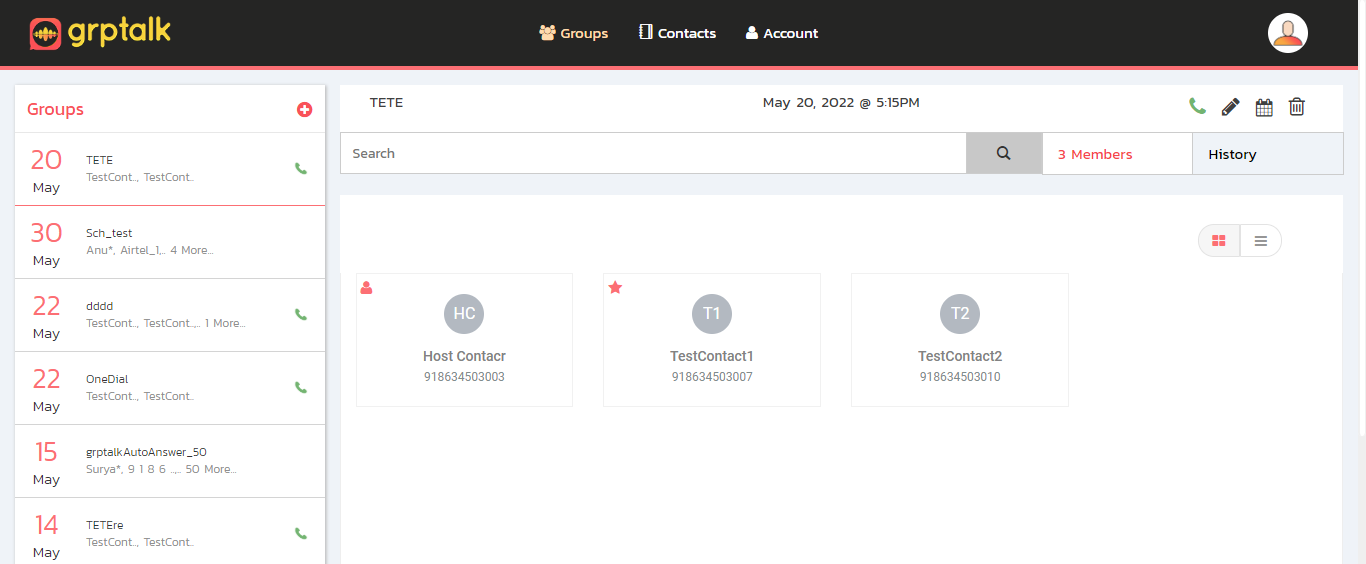 grptalk
Groups Contacts Account
Groups
20 May
TETE
TestCont.., TestCont..
30 May
Sch_test
Anu*, Airtel_1,.. 4 More...
22 May
dddd
TestCont.., TestCont..,.. 1 More...
22 May
OneDial
TestCont.., TestCont..
15 May
grptalkAutoAnswer_50
Surya*, 9 1 8 6 ..,.. 50 More...
14 May
TETEre
TestCont.., TestCont..
TETE May 20, 2022 @ 5:15PM
Search 3 Members History
HC
Host Contacr
918634503003
T1
TestContact1
918634503007
T2
TestContact2
918634503010